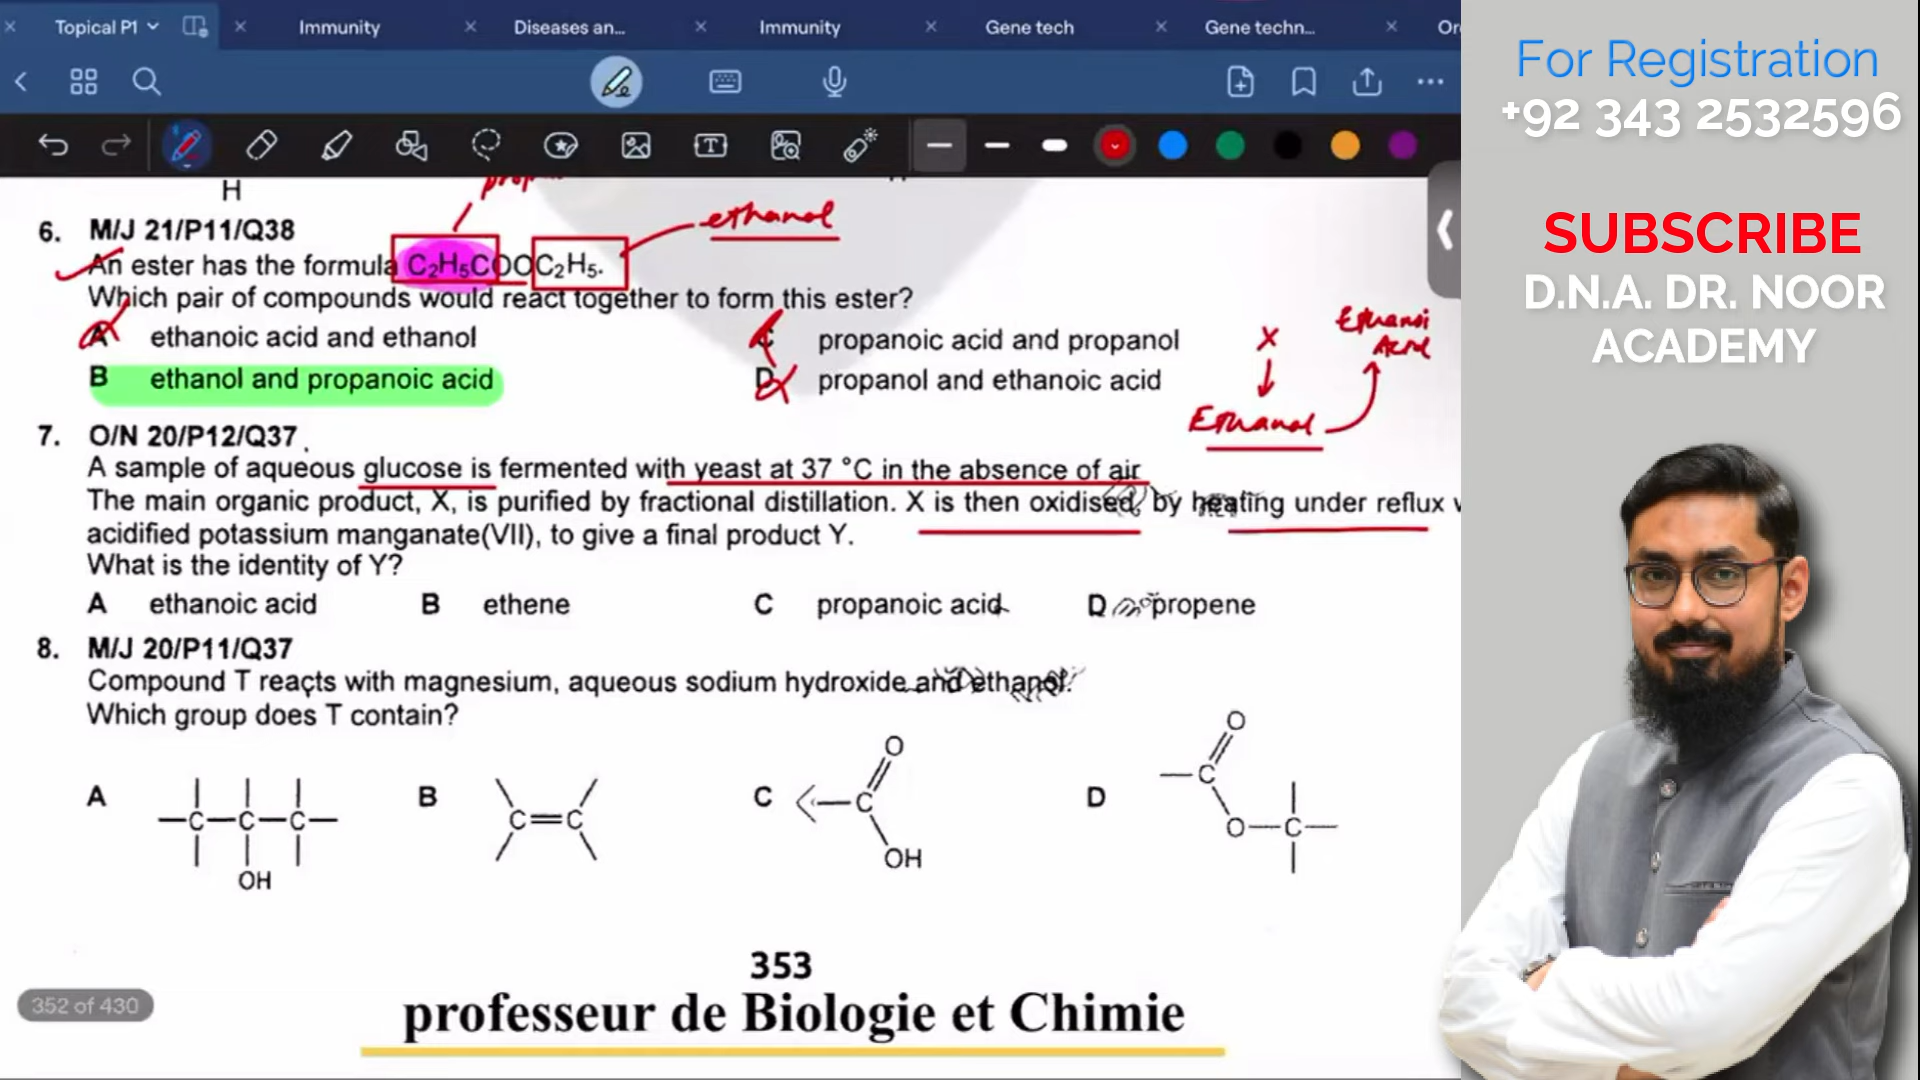 Topical P1
Immunity
Diseases an...
Immunity
Gene tech
Gene techn...
For Registration
+92 343 2532596
SUBSCRIBE
D.N.A. DR. NOOR
ACADEMY
H
ethanol
6. M/J 21/P11/Q38
An ester has the formula C₂H₅COOC₂H₅.
Which pair of compounds would react together to form this ester?
A ethanoic acid and ethanol
C propanoic acid and propanol
B ethanol and propanoic acid
D propanol and ethanoic acid
X
Ethanoi
Acid
Ethanol
7. O/N 20/P12/Q37
A sample of aqueous glucose is fermented with yeast at 37 °C in the absence of air
The main organic product, X, is purified by fractional distillation. X is then oxidised, by heating under reflux
acidified potassium manganate(VII), to give a final product Y.
What is the identity of Y?
A ethanoic acid B ethene C propanoic acid D propene
8. M/J 20/P11/Q37
Compound T reacts with magnesium, aqueous sodium hydroxide and ethanol.
Which group does T contain?
A C C C OH
B C C
C C O OH
D C O O C
353
352 of 430
professeur de Biologie et Chimie